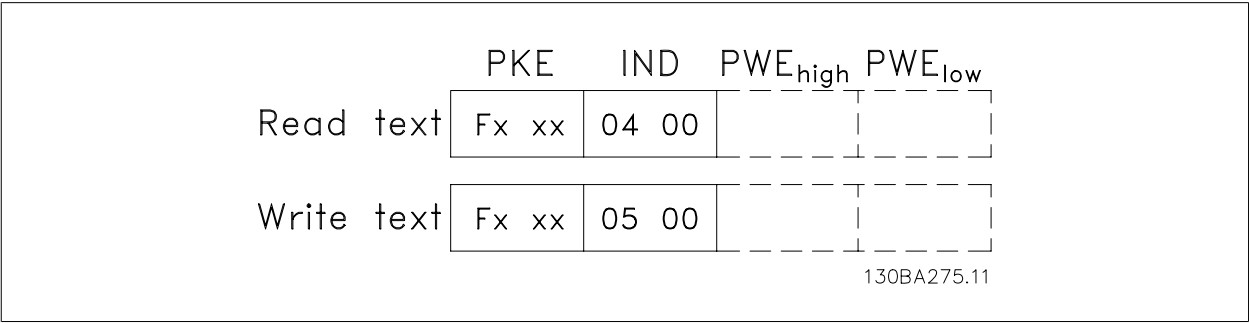 PKE IND PWEhigh PWElow
Read text Fx xx 04 00
Write text Fx xx 05 00
130BA275.11